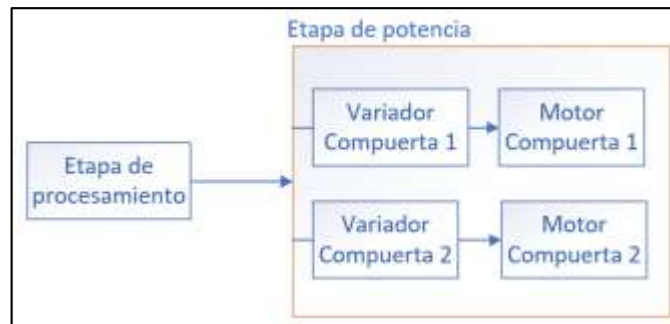 Etapa de potencia
Variador
Compuerta 1
Motor
Compuerta 1
Etapa de
procesamiento
Variador
Compuerta 2
Motor
Compuerta 2